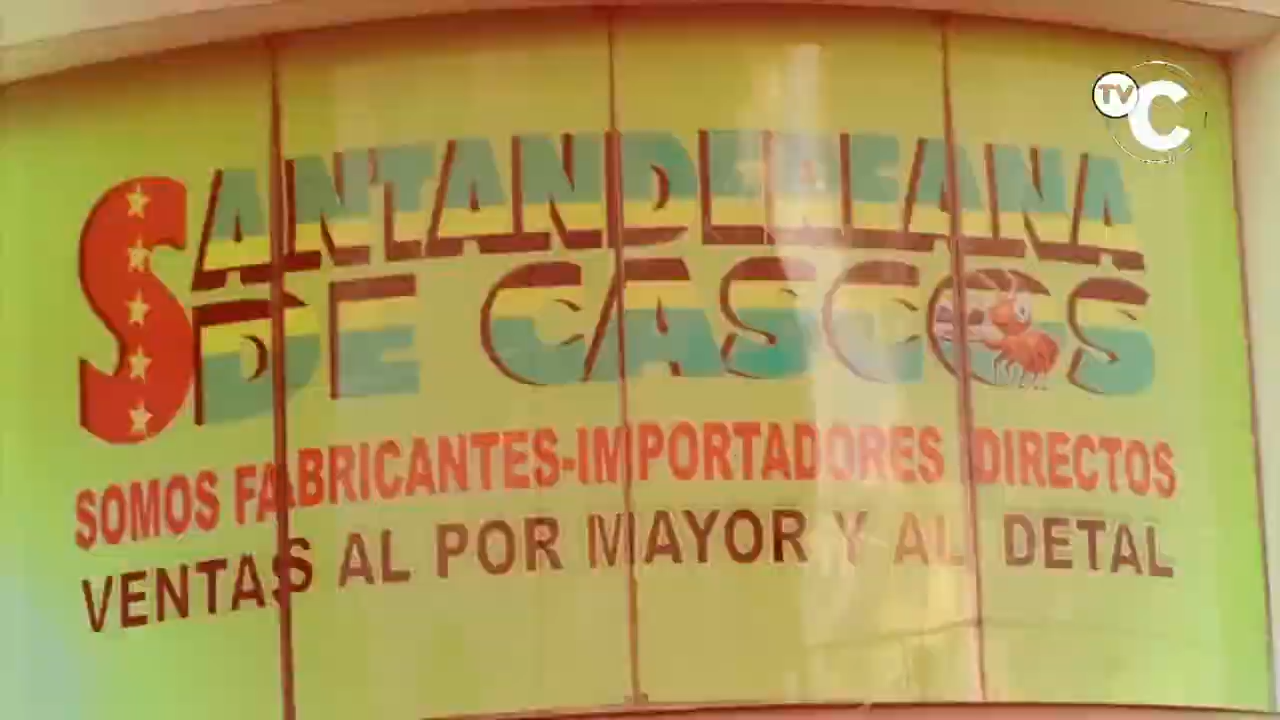 TV C
SANTANDEREANA
DE CASCOS
SOMOS FABRICANTES-IMPORTADORES DIRECTOS
VENTAS AL POR MAYOR Y AL DETAL